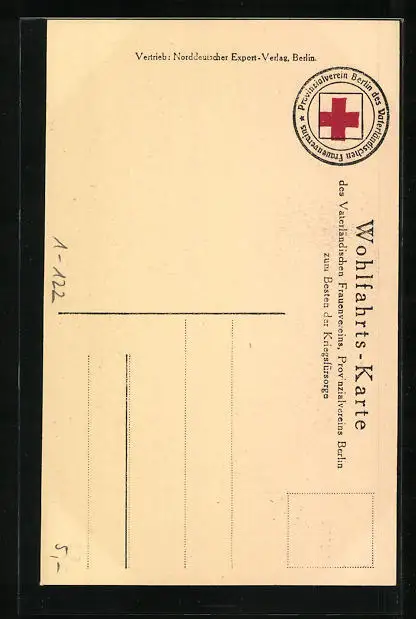 Vertrieb: Norddeutscher Export-Verlag, Berlin.
★ Provinzialverein Berlin des Vaterländischen Frauenvereins
Wohlfahrts-Karte
des Vaterländischen Frauenvereins, Provinzialvereins Berlin
zum Besten der Kriegsfürsorge
1-122
5,-